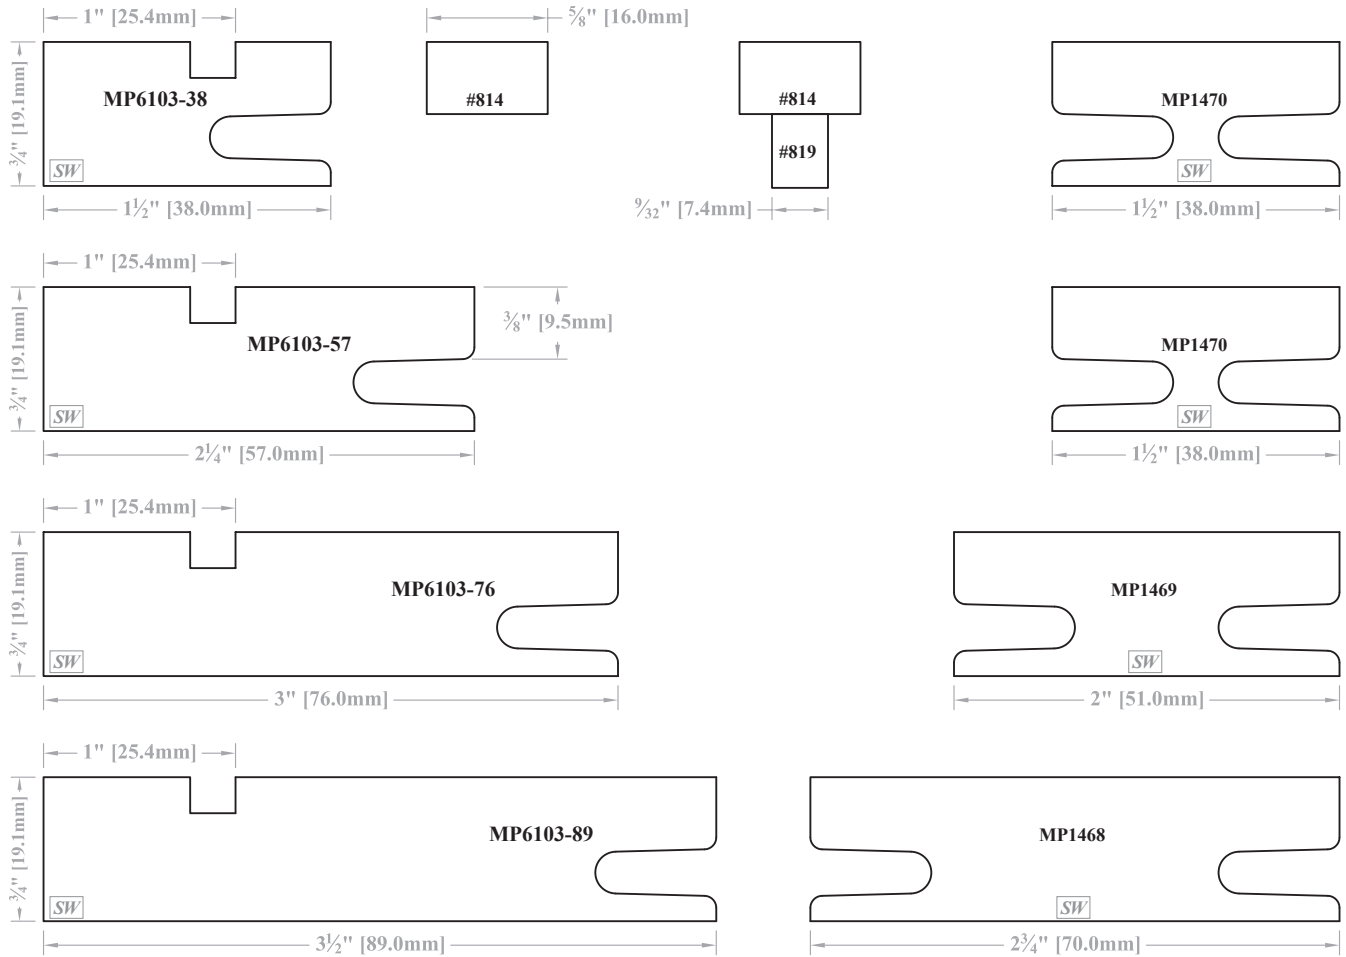 1" [25.4mm]
⅝" [16.0mm]
¾" [19.1mm]
MP6103-38
#814
#814
MP1470
#819
SW
SW
1½" [38.0mm]
9⁄32" [7.4mm]
1½" [38.0mm]
1" [25.4mm]
¾" [19.1mm]
⅜" [9.5mm]
MP6103-57
MP1470
SW
SW
2¼" [57.0mm]
1½" [38.0mm]
1" [25.4mm]
¾" [19.1mm]
MP6103-76
MP1469
SW
SW
3" [76.0mm]
2" [51.0mm]
1" [25.4mm]
¾" [19.1mm]
MP6103-89
MP1468
SW
SW
3½" [89.0mm]
2¾" [70.0mm]